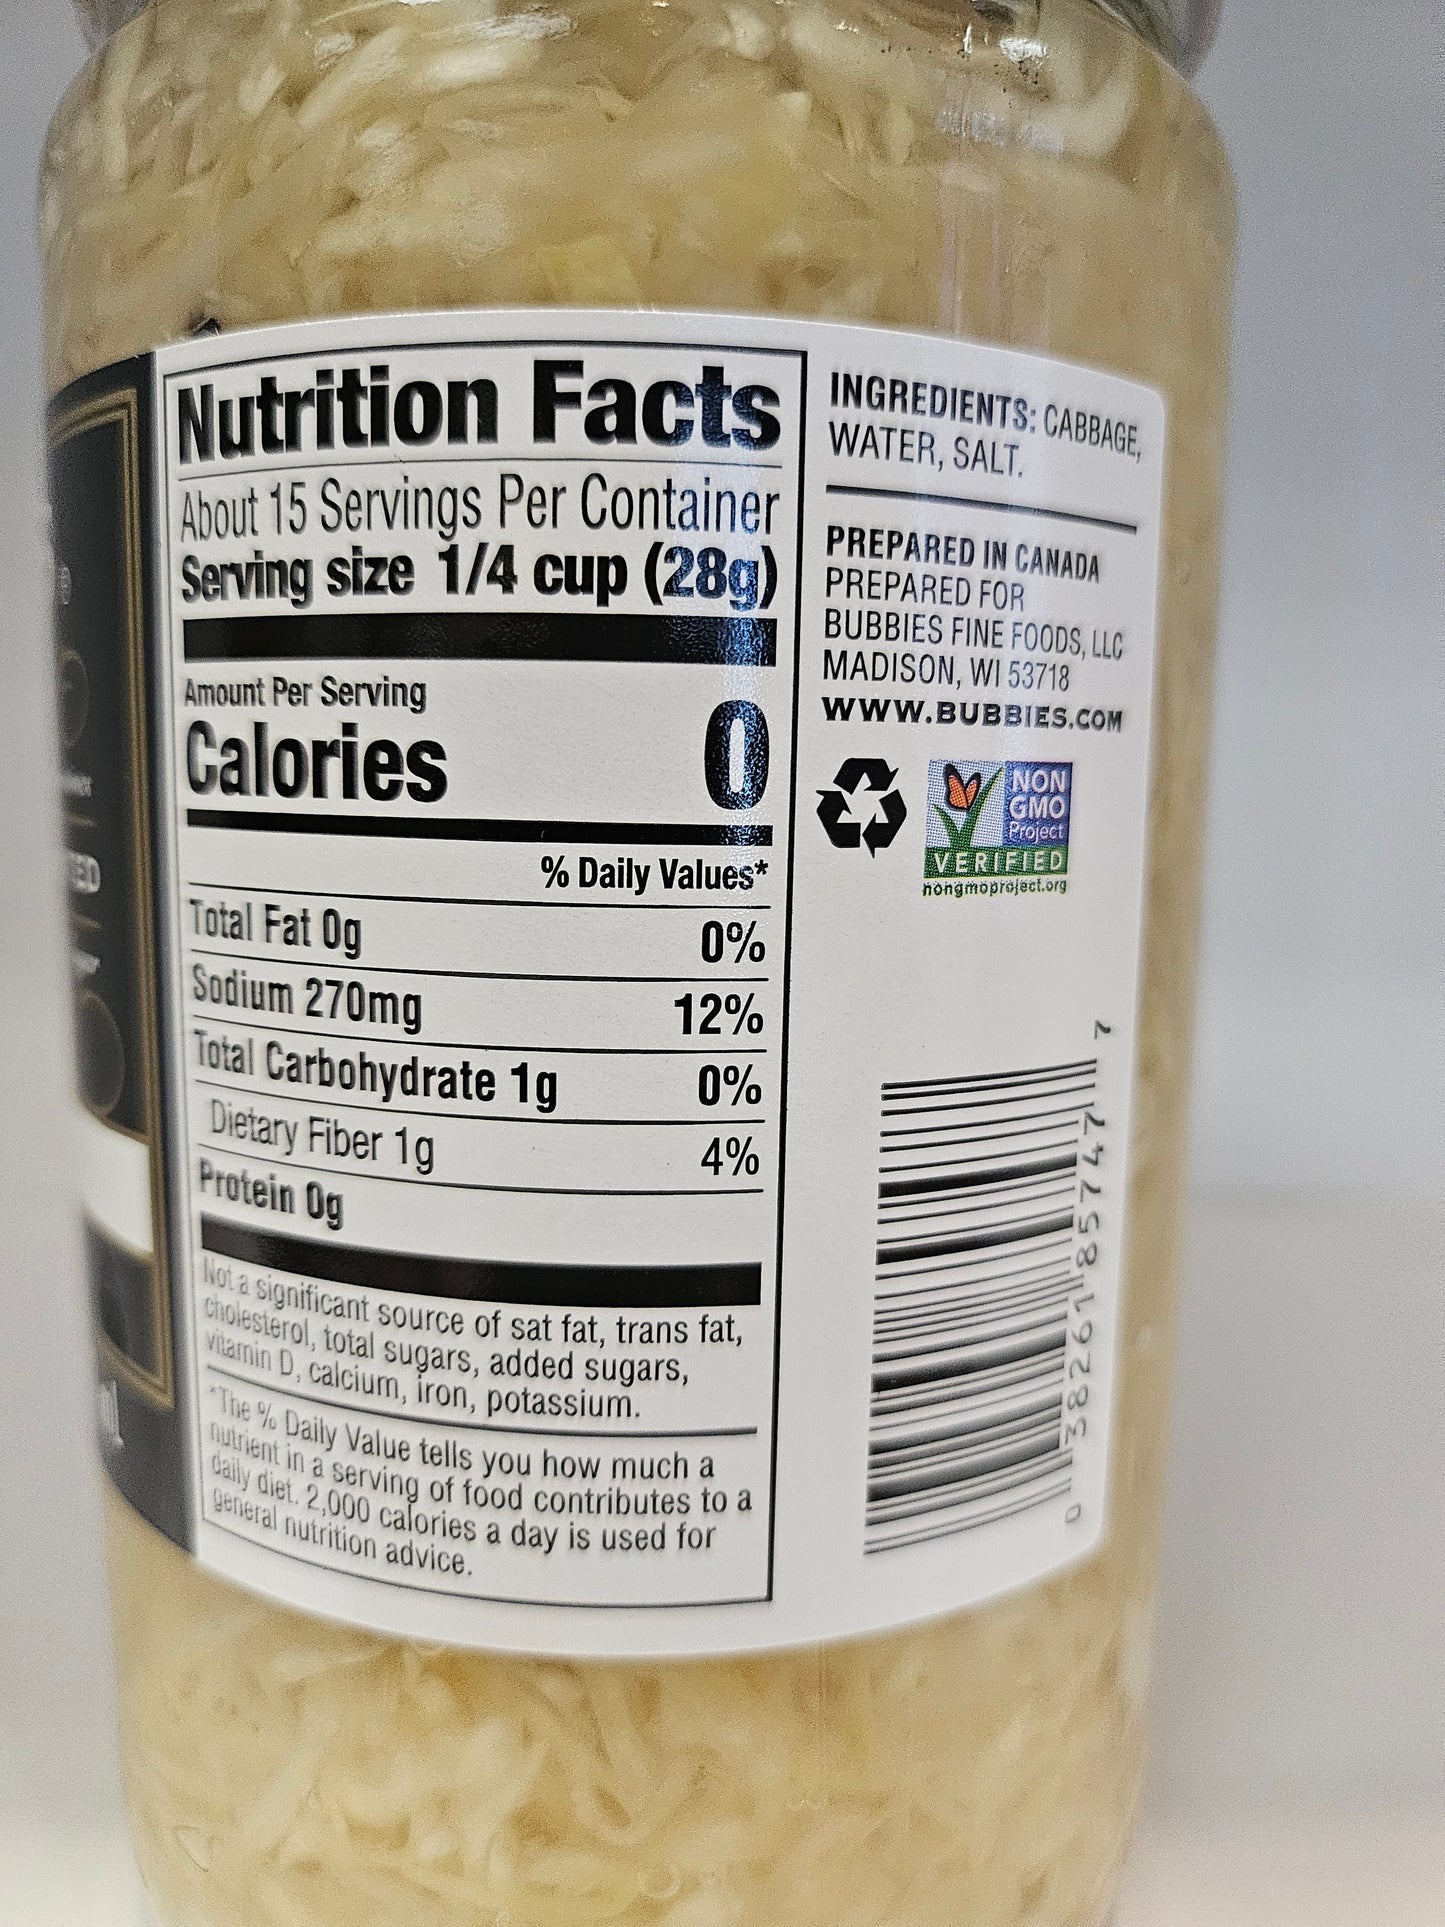 Nutrition Facts
About 15 Servings Per Container
Serving size 1/4 cup (28g)
Amount Per Serving
Calories 0
% Daily Values*
Total Fat 0g 0%
Sodium 270mg 12%
Total Carbohydrate 1g 0%
Dietary Fiber 1g 4%
Protein 0g
Not a significant source of sat fat, trans fat,
cholesterol, total sugars, added sugars,
vitamin D, calcium, iron, potassium.
*The % Daily Value tells you how much a
nutrient in a serving of food contributes to a
daily diet. 2,000 calories a day is used for
general nutrition advice.
INGREDIENTS: CABBAGE,
WATER, SALT.
PREPARED IN CANADA
PREPARED FOR
BUBBIES FINE FOODS, LLC
MADISON, WI 53718
WWW.BUBBIES.COM
NON
GMO
Project
VERIFIED
nongmoproject.org
0 38261 85747 7